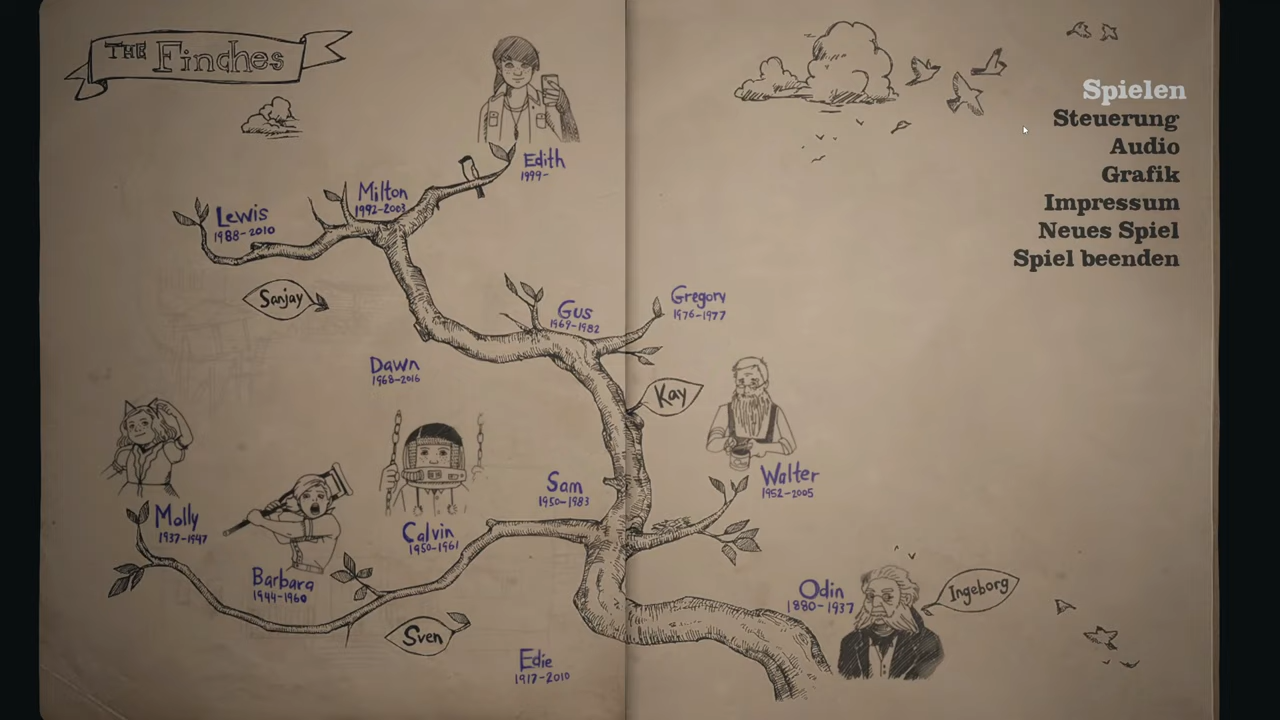 THE Finches
Edith
1999-
Milton
1992-2003
Lewis
1988-2010
Sanjay
Gus
1969-1982
Gregory
1976-1977
Dawn
1968-2016
Kay
Walter
1952-2005
Sam
1950-1983
Calvin
1950-1961
Molly
1937-1947
Barbara
1944-1960
Sven
Odin
1880-1937
Ingeborg
Edie
1917-2010
Spielen
Steuerung
Audio
Grafik
Impressum
Neues Spiel
Spiel beenden